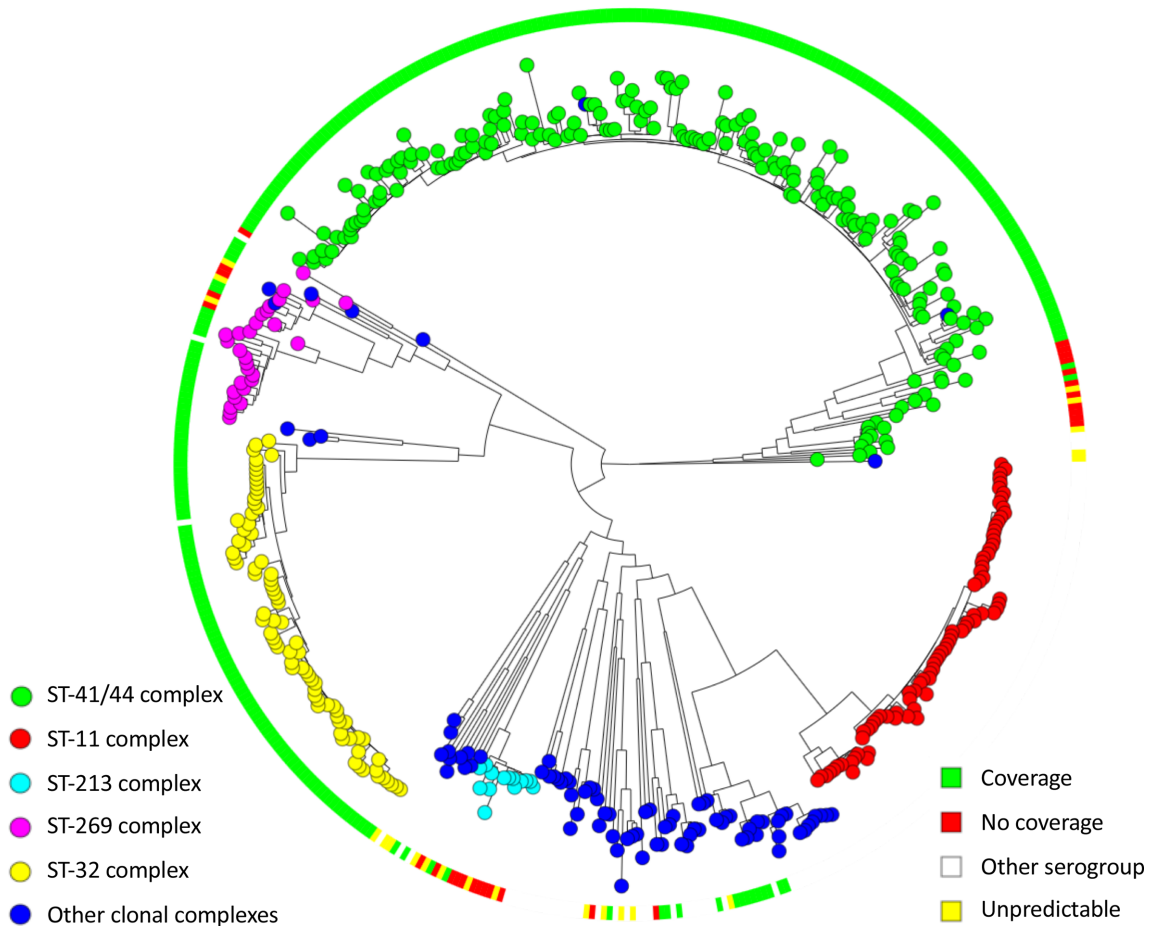 ST-41/44 complex
ST-11 complex
ST-213 complex
ST-269 complex
ST-32 complex
Other clonal complexes
Coverage
No coverage
Other serogroup
Unpredictable